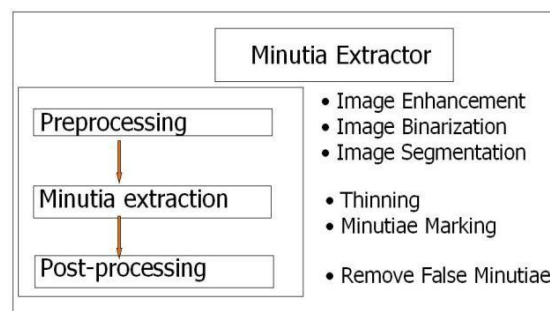 Minutia Extractor
Preprocessing
• Image Enhancement
• Image Binarization
• Image Segmentation
Minutia extraction
• Thinning
• Minutiae Marking
Post-processing
• Remove False Minutiae